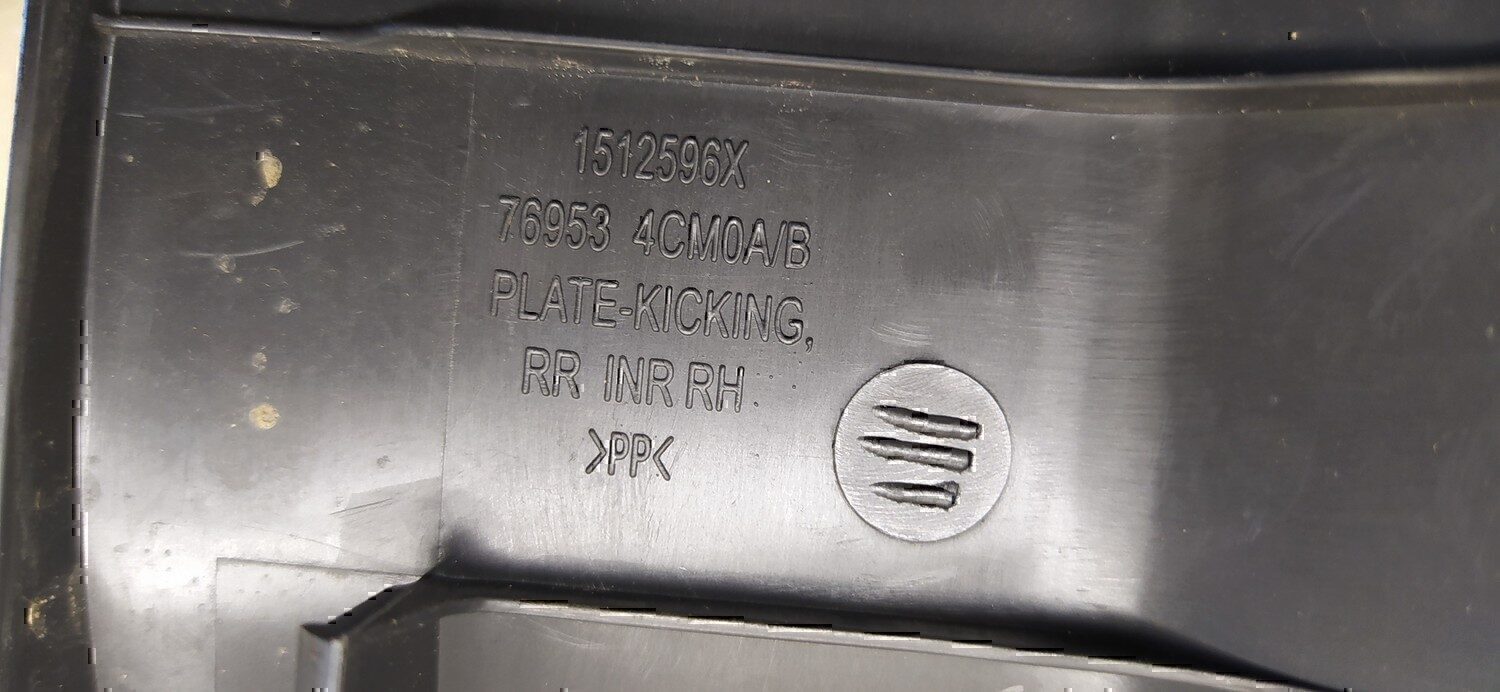 1512596X
76953 4CM0A/B
PLATE-KICKING,
RR INR RH
>PP<